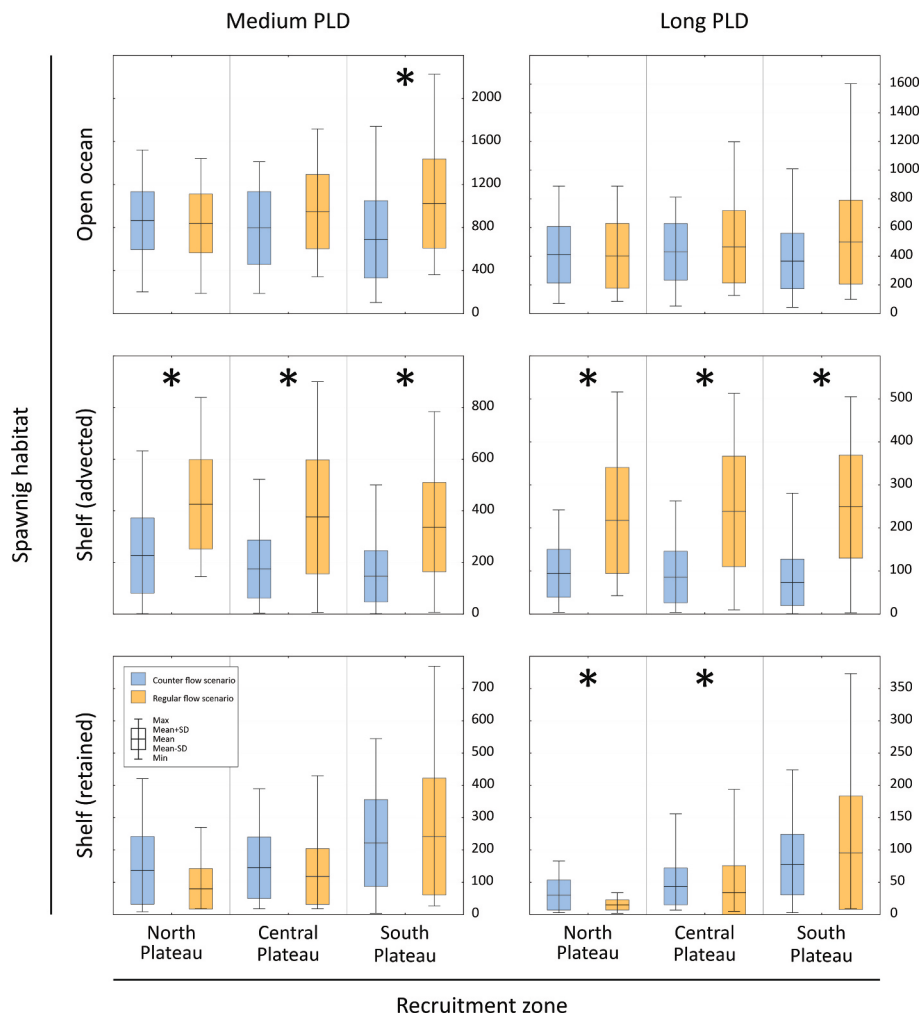 Medium PLD
Long PLD
Spawnig habitat
Open ocean
*
2000
1600
1200
800
400
0
1600
1400
1200
1000
800
600
400
200
0
Shelf (advected)
* * *
800
600
400
200
0
* * *
500
400
300
200
100
0
Shelf (retained)
Counter flow scenario
Regular flow scenario
Max
Mean+SD
Mean
Mean-SD
Min
700
600
500
400
300
200
100
0
* *
350
300
250
200
150
100
50
0
North
Plateau
Central
Plateau
South
Plateau
North
Plateau
Central
Plateau
South
Plateau
Recruitment zone